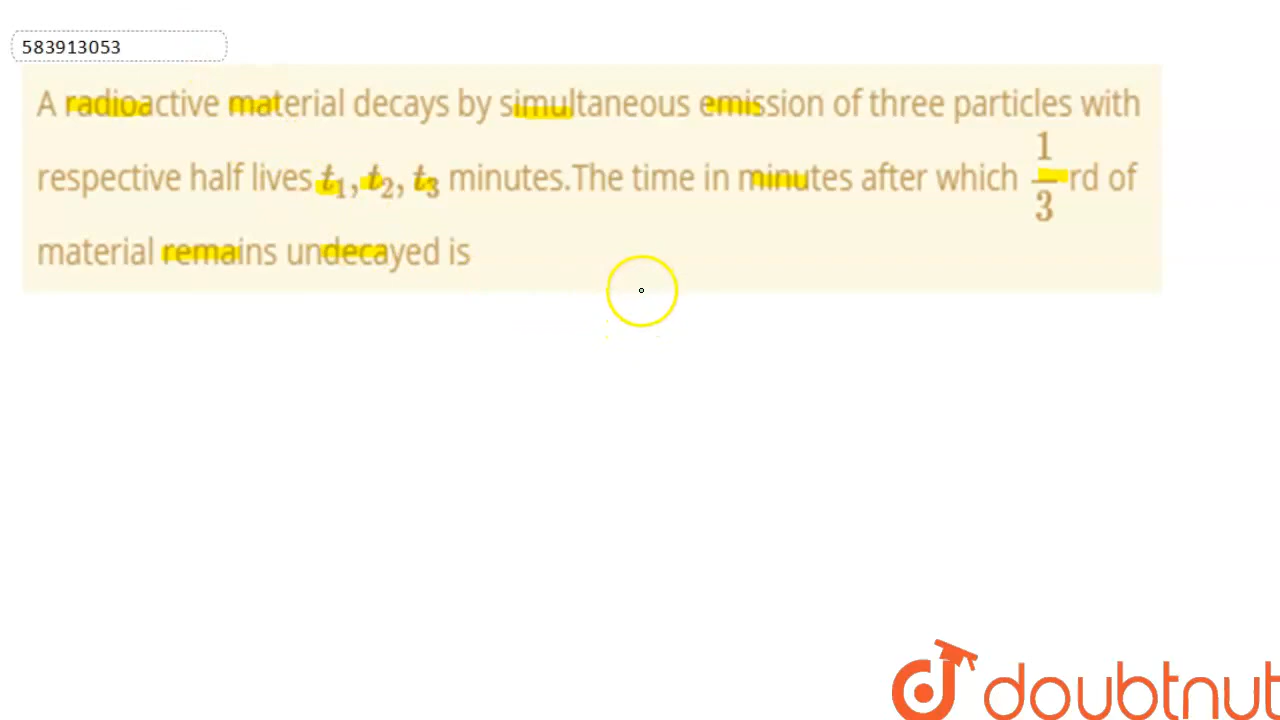 583913053
A radioactive material decays by simultaneous emission of three particles with
respective half lives t₁, t₂, t₃ minutes.The time in minutes after which 1/3 rd of
material remains undecayed is
doubtnut